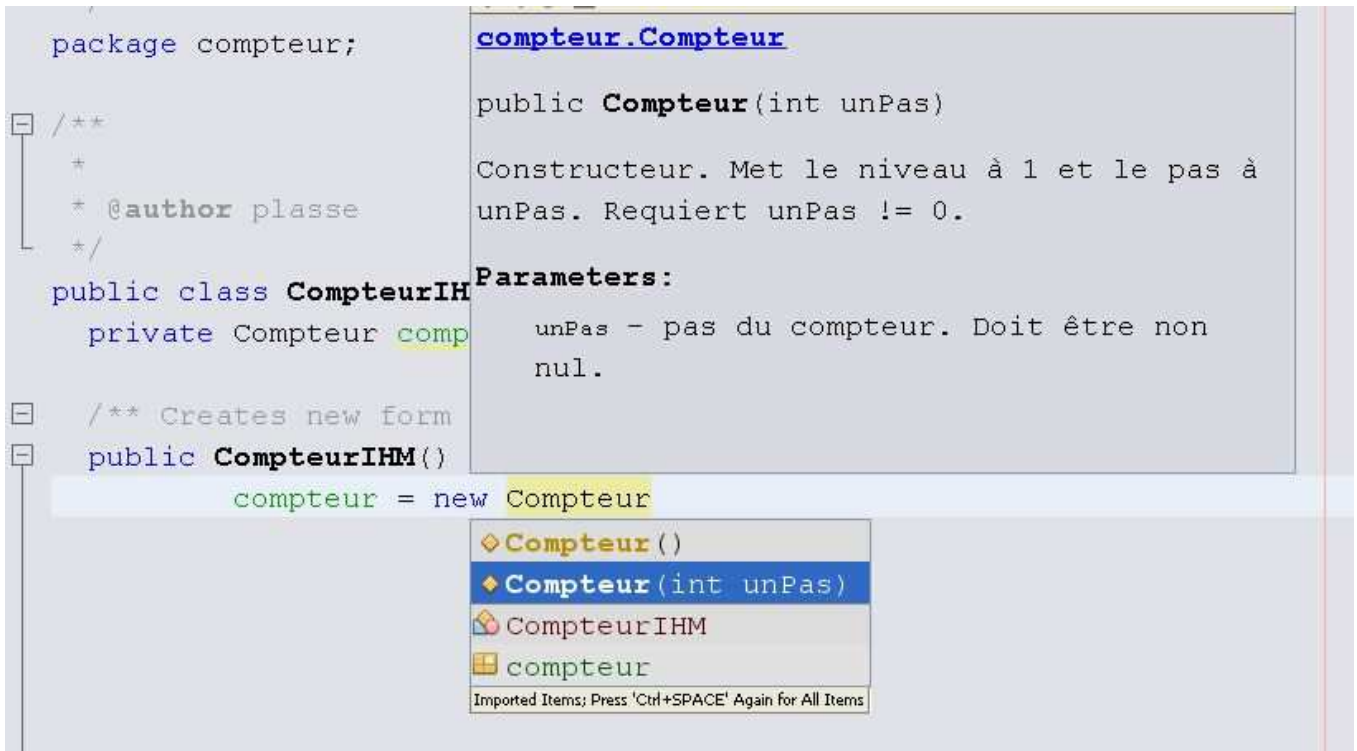 package compteur;
/**
*
* @author plasse
*/
public class CompteurIH
private Compteur comp
/** Creates new form
public CompteurIHM()
compteur = new Compteur
compteur.Compteur
public Compteur(int unPas)
Constructeur. Met le niveau à 1 et le pas à
unPas. Requiert unPas != 0.
Parameters:
unPas - pas du compteur. Doit être non
nul.
Compteur()
Compteur(int unPas)
CompteurIHM
compteur
Imported Items; Press 'Ctrl+SPACE' Again for All Items